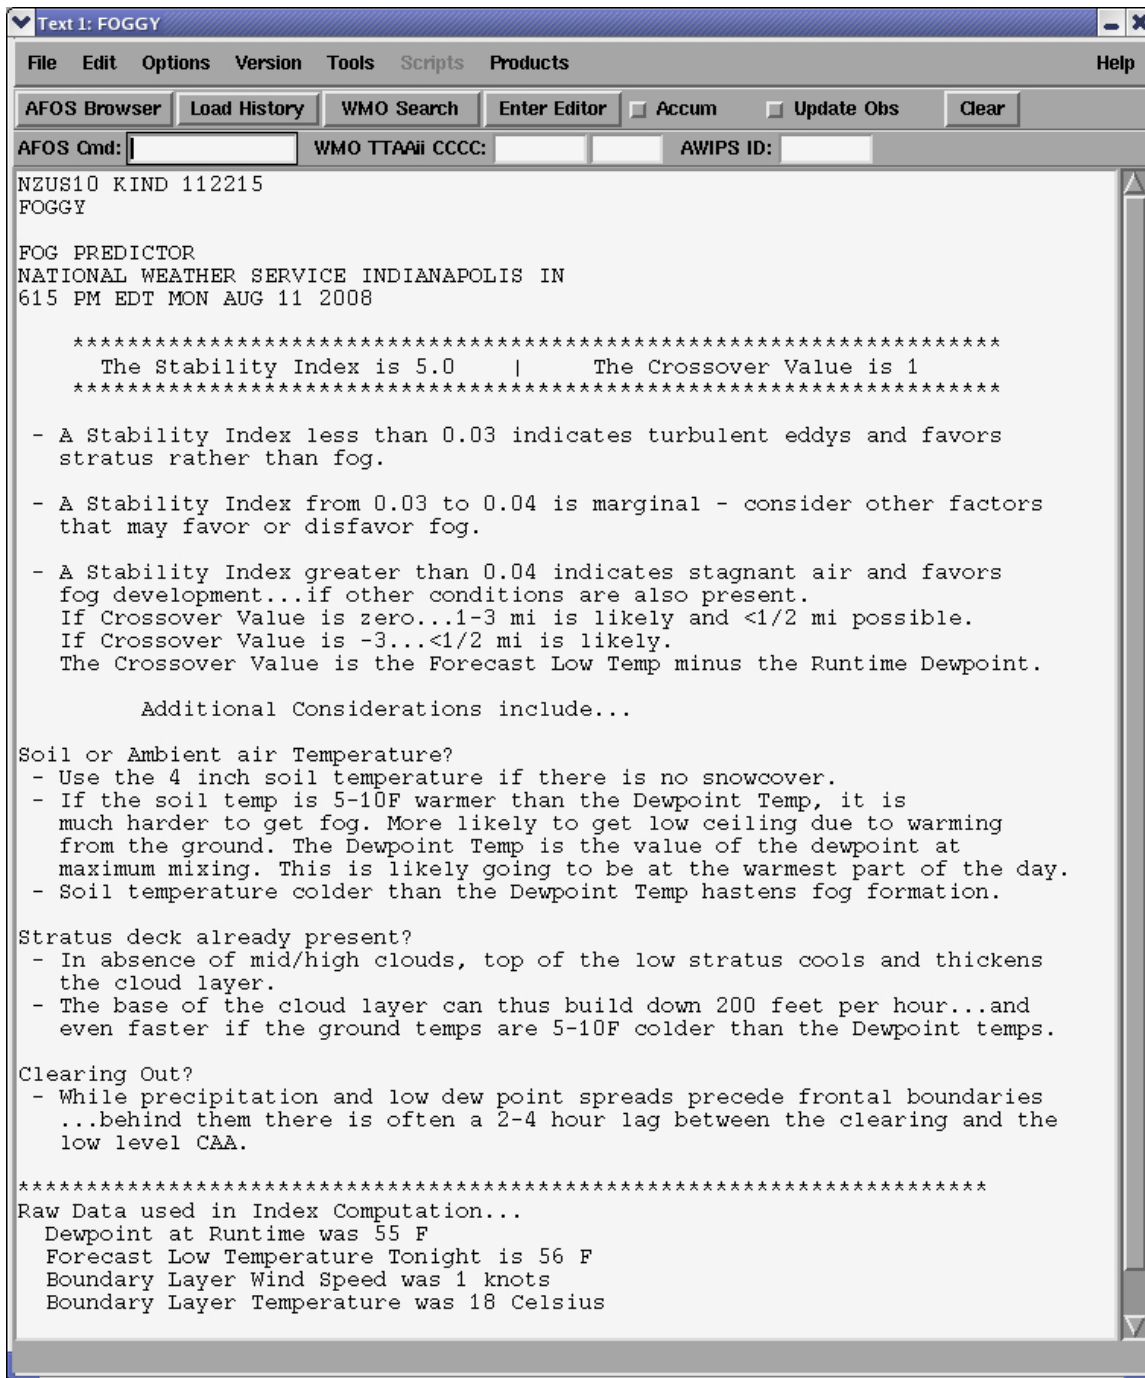 Text 1: FOGGY
File Edit Options Version Tools Scripts Products Help
AFOS Browser Load History WMO Search Enter Editor Accum Update Obs Clear
AFOS Cmd: WMO TTAAii CCCC: AWIPS ID:
NZUS10 KIND 112215
FOGGY
FOG PREDICTOR
NATIONAL WEATHER SERVICE INDIANAPOLIS IN
615 PM EDT MON AUG 11 2008
********************************************************************
The Stability Index is 5.0 | The Crossover Value is 1
********************************************************************
- A Stability Index less than 0.03 indicates turbulent eddys and favors
stratus rather than fog.
- A Stability Index from 0.03 to 0.04 is marginal - consider other factors
that may favor or disfavor fog.
- A Stability Index greater than 0.04 indicates stagnant air and favors
fog development...if other conditions are also present.
If Crossover Value is zero...1-3 mi is likely and <1/2 mi possible.
If Crossover Value is -3...<1/2 mi is likely.
The Crossover Value is the Forecast Low Temp minus the Runtime Dewpoint.
Additional Considerations include...
Soil or Ambient air Temperature?
- Use the 4 inch soil temperature if there is no snowcover.
- If the soil temp is 5-10F warmer than the Dewpoint Temp, it is
much harder to get fog. More likely to get low ceiling due to warming
from the ground. The Dewpoint Temp is the value of the dewpoint at
maximum mixing. This is likely going to be at the warmest part of the day.
- Soil temperature colder than the Dewpoint Temp hastens fog formation.
Stratus deck already present?
- In absence of mid/high clouds, top of the low stratus cools and thickens
the cloud layer.
- The base of the cloud layer can thus build down 200 feet per hour...and
even faster if the ground temps are 5-10F colder than the Dewpoint temps.
Clearing Out?
- While precipitation and low dew point spreads precede frontal boundaries
...behind them there is often a 2-4 hour lag between the clearing and the
low level CAA.
***********************************************************************
Raw Data used in Index Computation...
Dewpoint at Runtime was 55 F
Forecast Low Temperature Tonight is 56 F
Boundary Layer Wind Speed was 1 knots
Boundary Layer Temperature was 18 Celsius